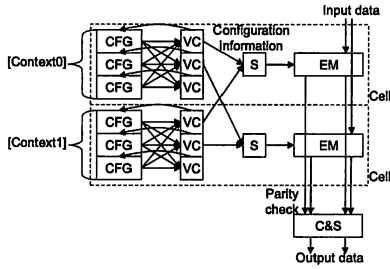 Input data
Configuration
information
[Context0]
CFG VC
CFG VC
CFG VC
S
EM
Cell
[Context1]
CFG VC
CFG VC
CFG VC
S
EM
Cell
Parity
check
C&S
Output data